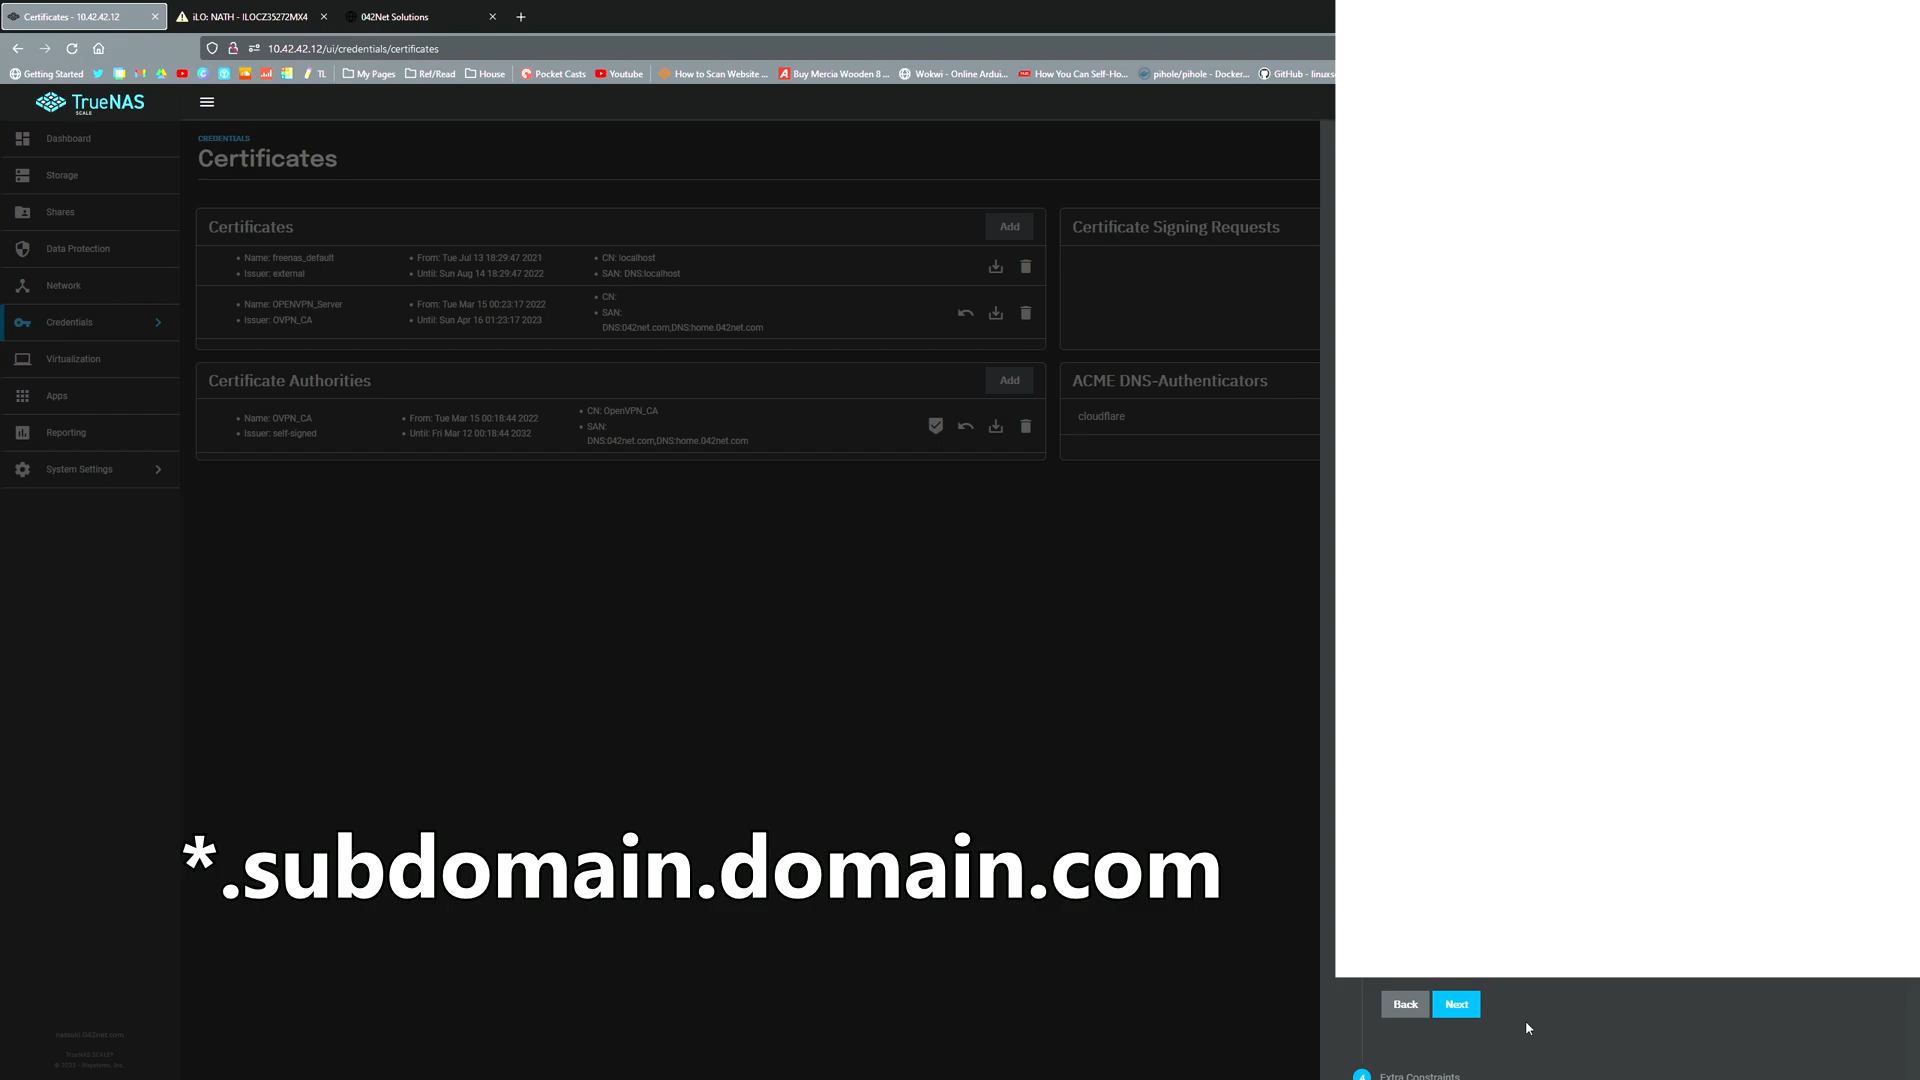 Certificates - 10.42.42.12
iLO: NATH - ILOCZ35272MX4
042Net Solutions
10.42.42.12/ui/credentials/certificates
Getting Started
TL
My Pages
Ref/Read
House
Pocket Casts
Youtube
How to Scan Website ...
Buy Mercia Wooden 8 ...
Wokwi - Online Ardui...
How You Can Self-Ho...
pihole/pihole - Docker...
GitHub - linuxs
TrueNAS
SCALE
Dashboard
Storage
Shares
Data Protection
Network
Credentials
Virtualization
Apps
Reporting
System Settings
CREDENTIALS
Certificates
Certificates
Add
Name: freenas_default
Issuer: external
From: Tue Jul 13 18:29:47 2021
Until: Sun Aug 14 18:29:47 2022
CN: localhost
SAN: DNS:localhost
Name: OPENVPN_Server
Issuer: OVPN_CA
From: Tue Mar 15 00:23:17 2022
Until: Sun Apr 16 01:23:17 2023
CN:
SAN:
DNS:042net.com,DNS:home.042net.com
Certificate Signing Requests
Certificate Authorities
Add
Name: OVPN_CA
Issuer: self-signed
From: Tue Mar 15 00:18:44 2022
Until: Fri Mar 12 00:18:44 2032
CN: OpenVPN_CA
SAN:
DNS:042net.com,DNS:home.042net.com
ACME DNS-Authenticators
cloudflare
*.subdomain.domain.com
Back
Next
4
Extra Constraints
TrueNAS SCALE®